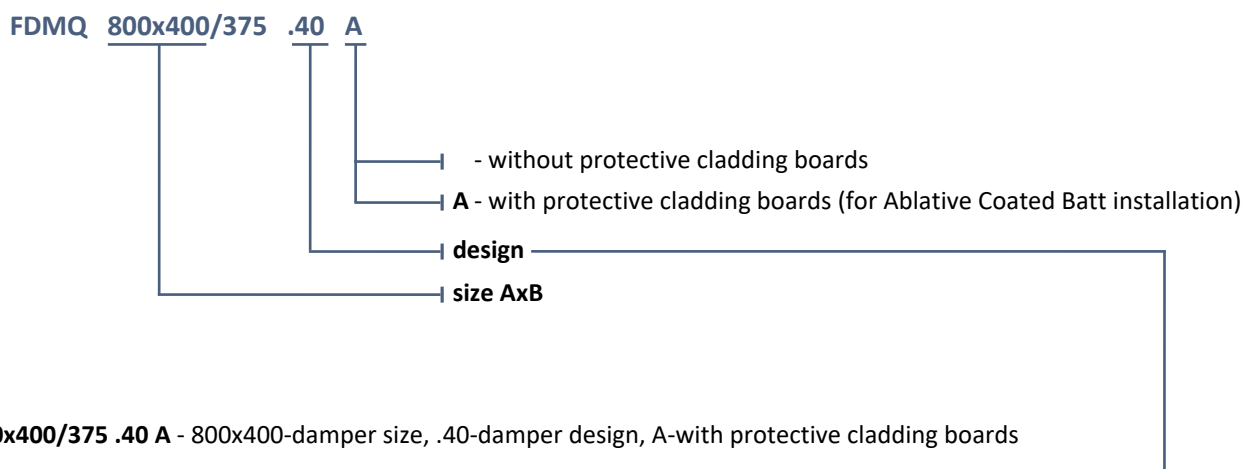 FDMQ 800x400/375 .40 A
- without protective cladding boards
A - with protective cladding boards (for Ablative Coated Batt installation)
design
size AxB
0x400/375 .40 A - 800x400-damper size, .40-damper design, A-with protective cladding boards